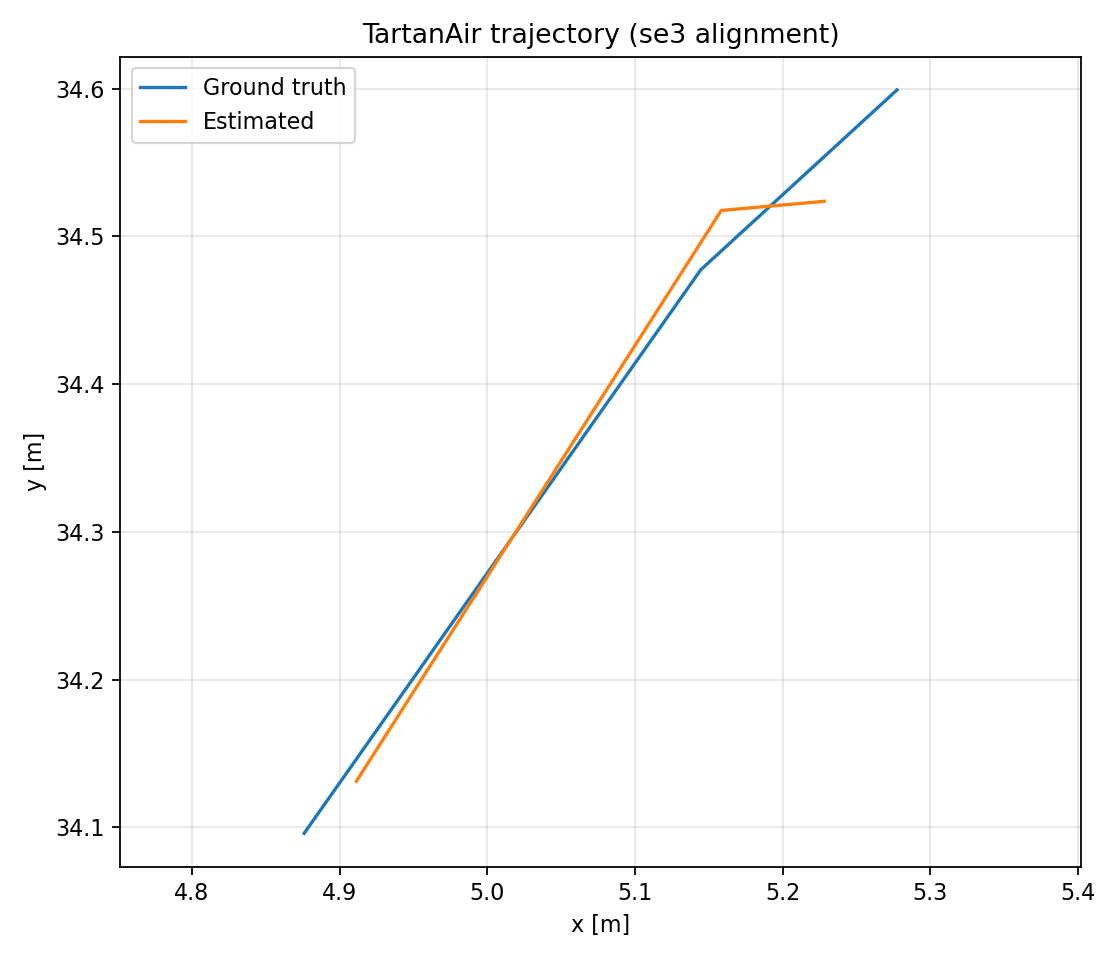 TartanAir trajectory (se3 alignment)
Ground truth
Estimated
34.6
34.5
34.4
34.3
34.2
34.1
y [m]
4.8 4.9 5.0 5.1 5.2 5.3 5.4
x [m]